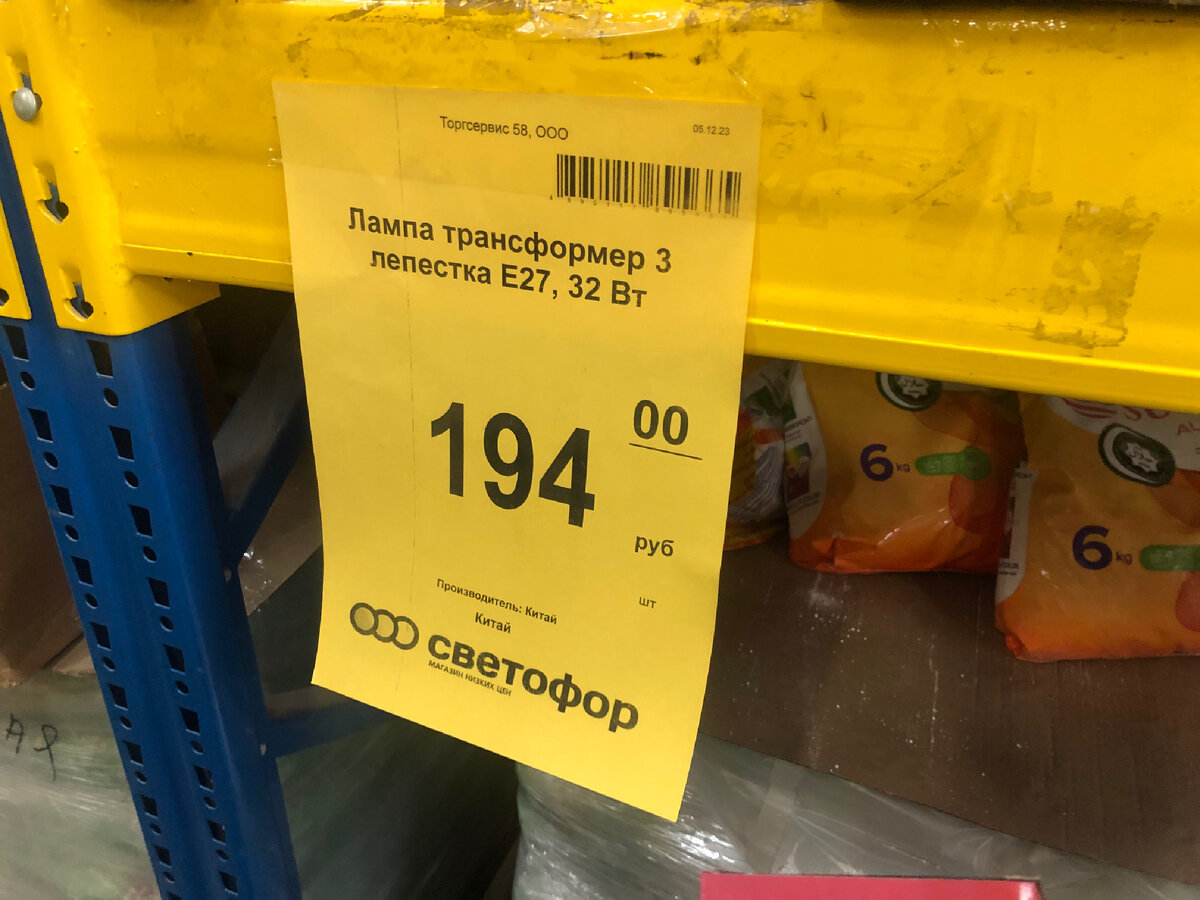 Торгсервис 58, ООО
05.12.23
Лампа трансформер 3
лепестка Е27, 32 Вт
194 00
руб
шт
Производитель: Китай
Китай
светофор
МАГАЗИН НИЗКИХ ЦЕН
6 kg
6 kg